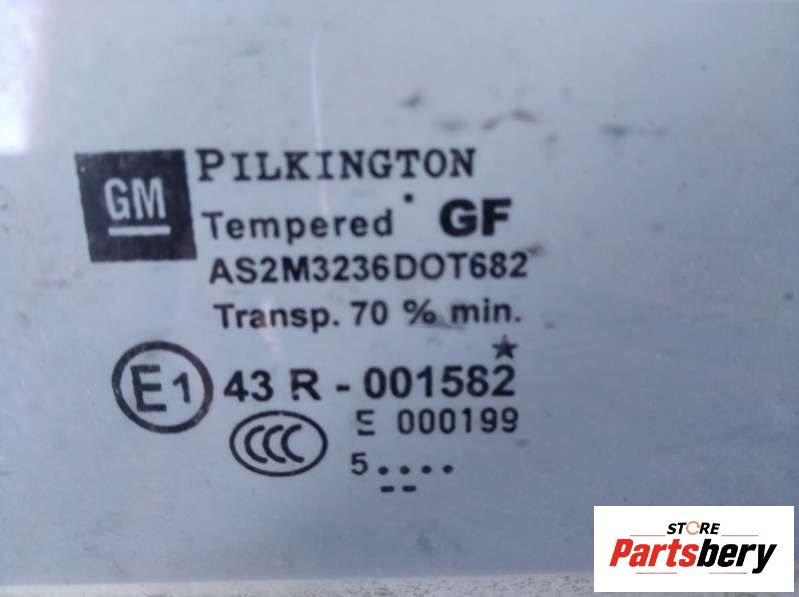 GM
PILKINGTON
Tempered GF
AS2M3236DOT682
Transp. 70 % min.
E1 43 R - 001582
CCC E 000199
5....
--
STORE
Partsbery